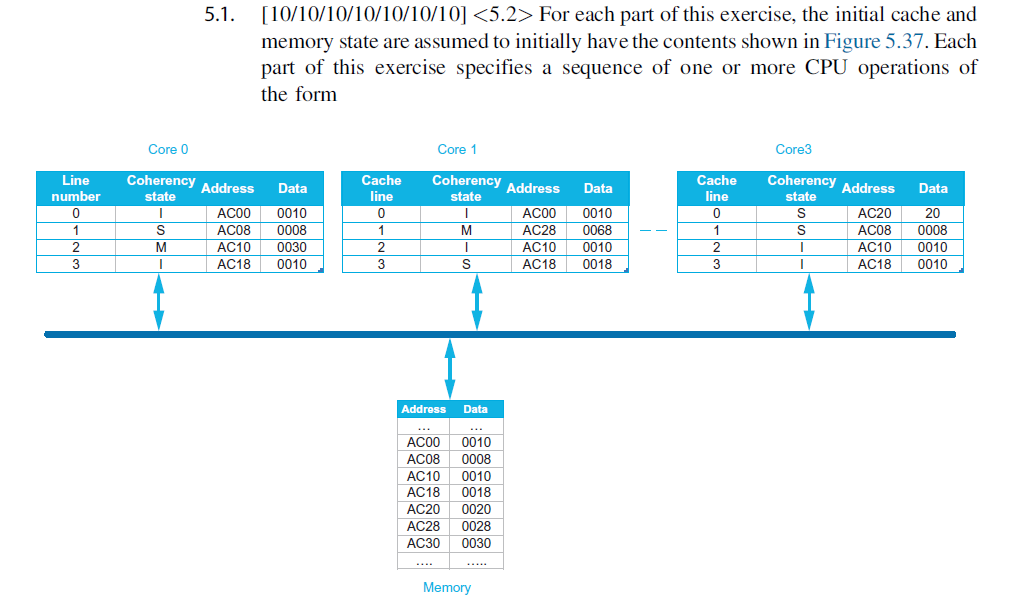 5.1. [10/10/10/10/10/10/10] <5.2> For each part of this exercise, the initial cache and
memory state are assumed to initially have the contents shown in Figure 5.37. Each
part of this exercise specifies a sequence of one or more CPU operations of
the form
Core 0
Core 1
Core3
Line number Coherency state Address Data
0 I AC00 0010
1 S AC08 0008
2 M AC10 0030
3 I AC18 0010
Cache line Coherency state Address Data
0 I AC00 0010
1 M AC28 0068
2 I AC10 0010
3 S AC18 0018
Cache line Coherency state Address Data
0 S AC20 20
1 S AC08 0008
2 I AC10 0010
3 I AC18 0010
Address Data
... ...
AC00 0010
AC08 0008
AC10 0010
AC18 0018
AC20 0020
AC28 0028
AC30 0030
.... .....
Memory